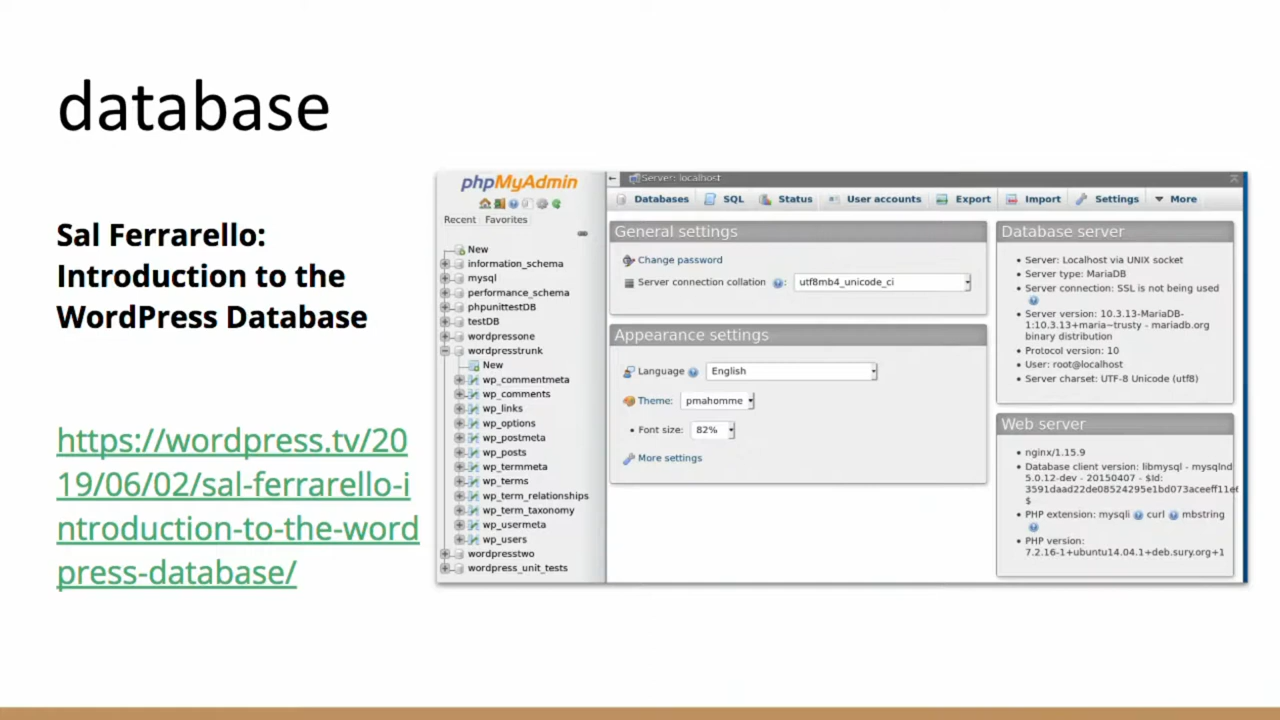 database
Sal Ferrarello:
Introduction to the
WordPress Database
https://wordpress.tv/20
19/06/02/sal-ferrarello-i
ntroduction-to-the-word
press-database/
phpMyAdmin
Recent Favorites
New
information_schema
mysql
performance_schema
phpunittestDB
testDB
wordpressone
wordpresstrunk
New
wp_commentmeta
wp_comments
wp_links
wp_options
wp_postmeta
wp_posts
wp_termmeta
wp_terms
wp_term_relationships
wp_term_taxonomy
wp_usermeta
wp_users
wordpresstwo
wordpress_unit_tests
Server: localhost
Databases SQL Status User accounts Export Import Settings More
General settings
Change password
Server connection collation : utf8mb4_unicode_ci
Appearance settings
Language English
Theme: pmahomme
• Font size: 82%
More settings
Database server
• Server: Localhost via UNIX socket
• Server type: MariaDB
• Server connection: SSL is not being used
• Server version: 10.3.13-MariaDB-
1:10.3.13+maria~trusty - mariadb.org
binary distribution
• Protocol version: 10
• User: root@localhost
• Server charset: UTF-8 Unicode (utf8)
Web server
• nginx/1.15.9
• Database client version: libmysql - mysqlnd
5.0.12-dev - 20150407 - $Id:
3591daad22de08524295e1bd073aceeff11e6
$
• PHP extension: mysqli curl mbstring
• PHP version:
7.2.16-1+ubuntu14.04.1+deb.sury.org+1